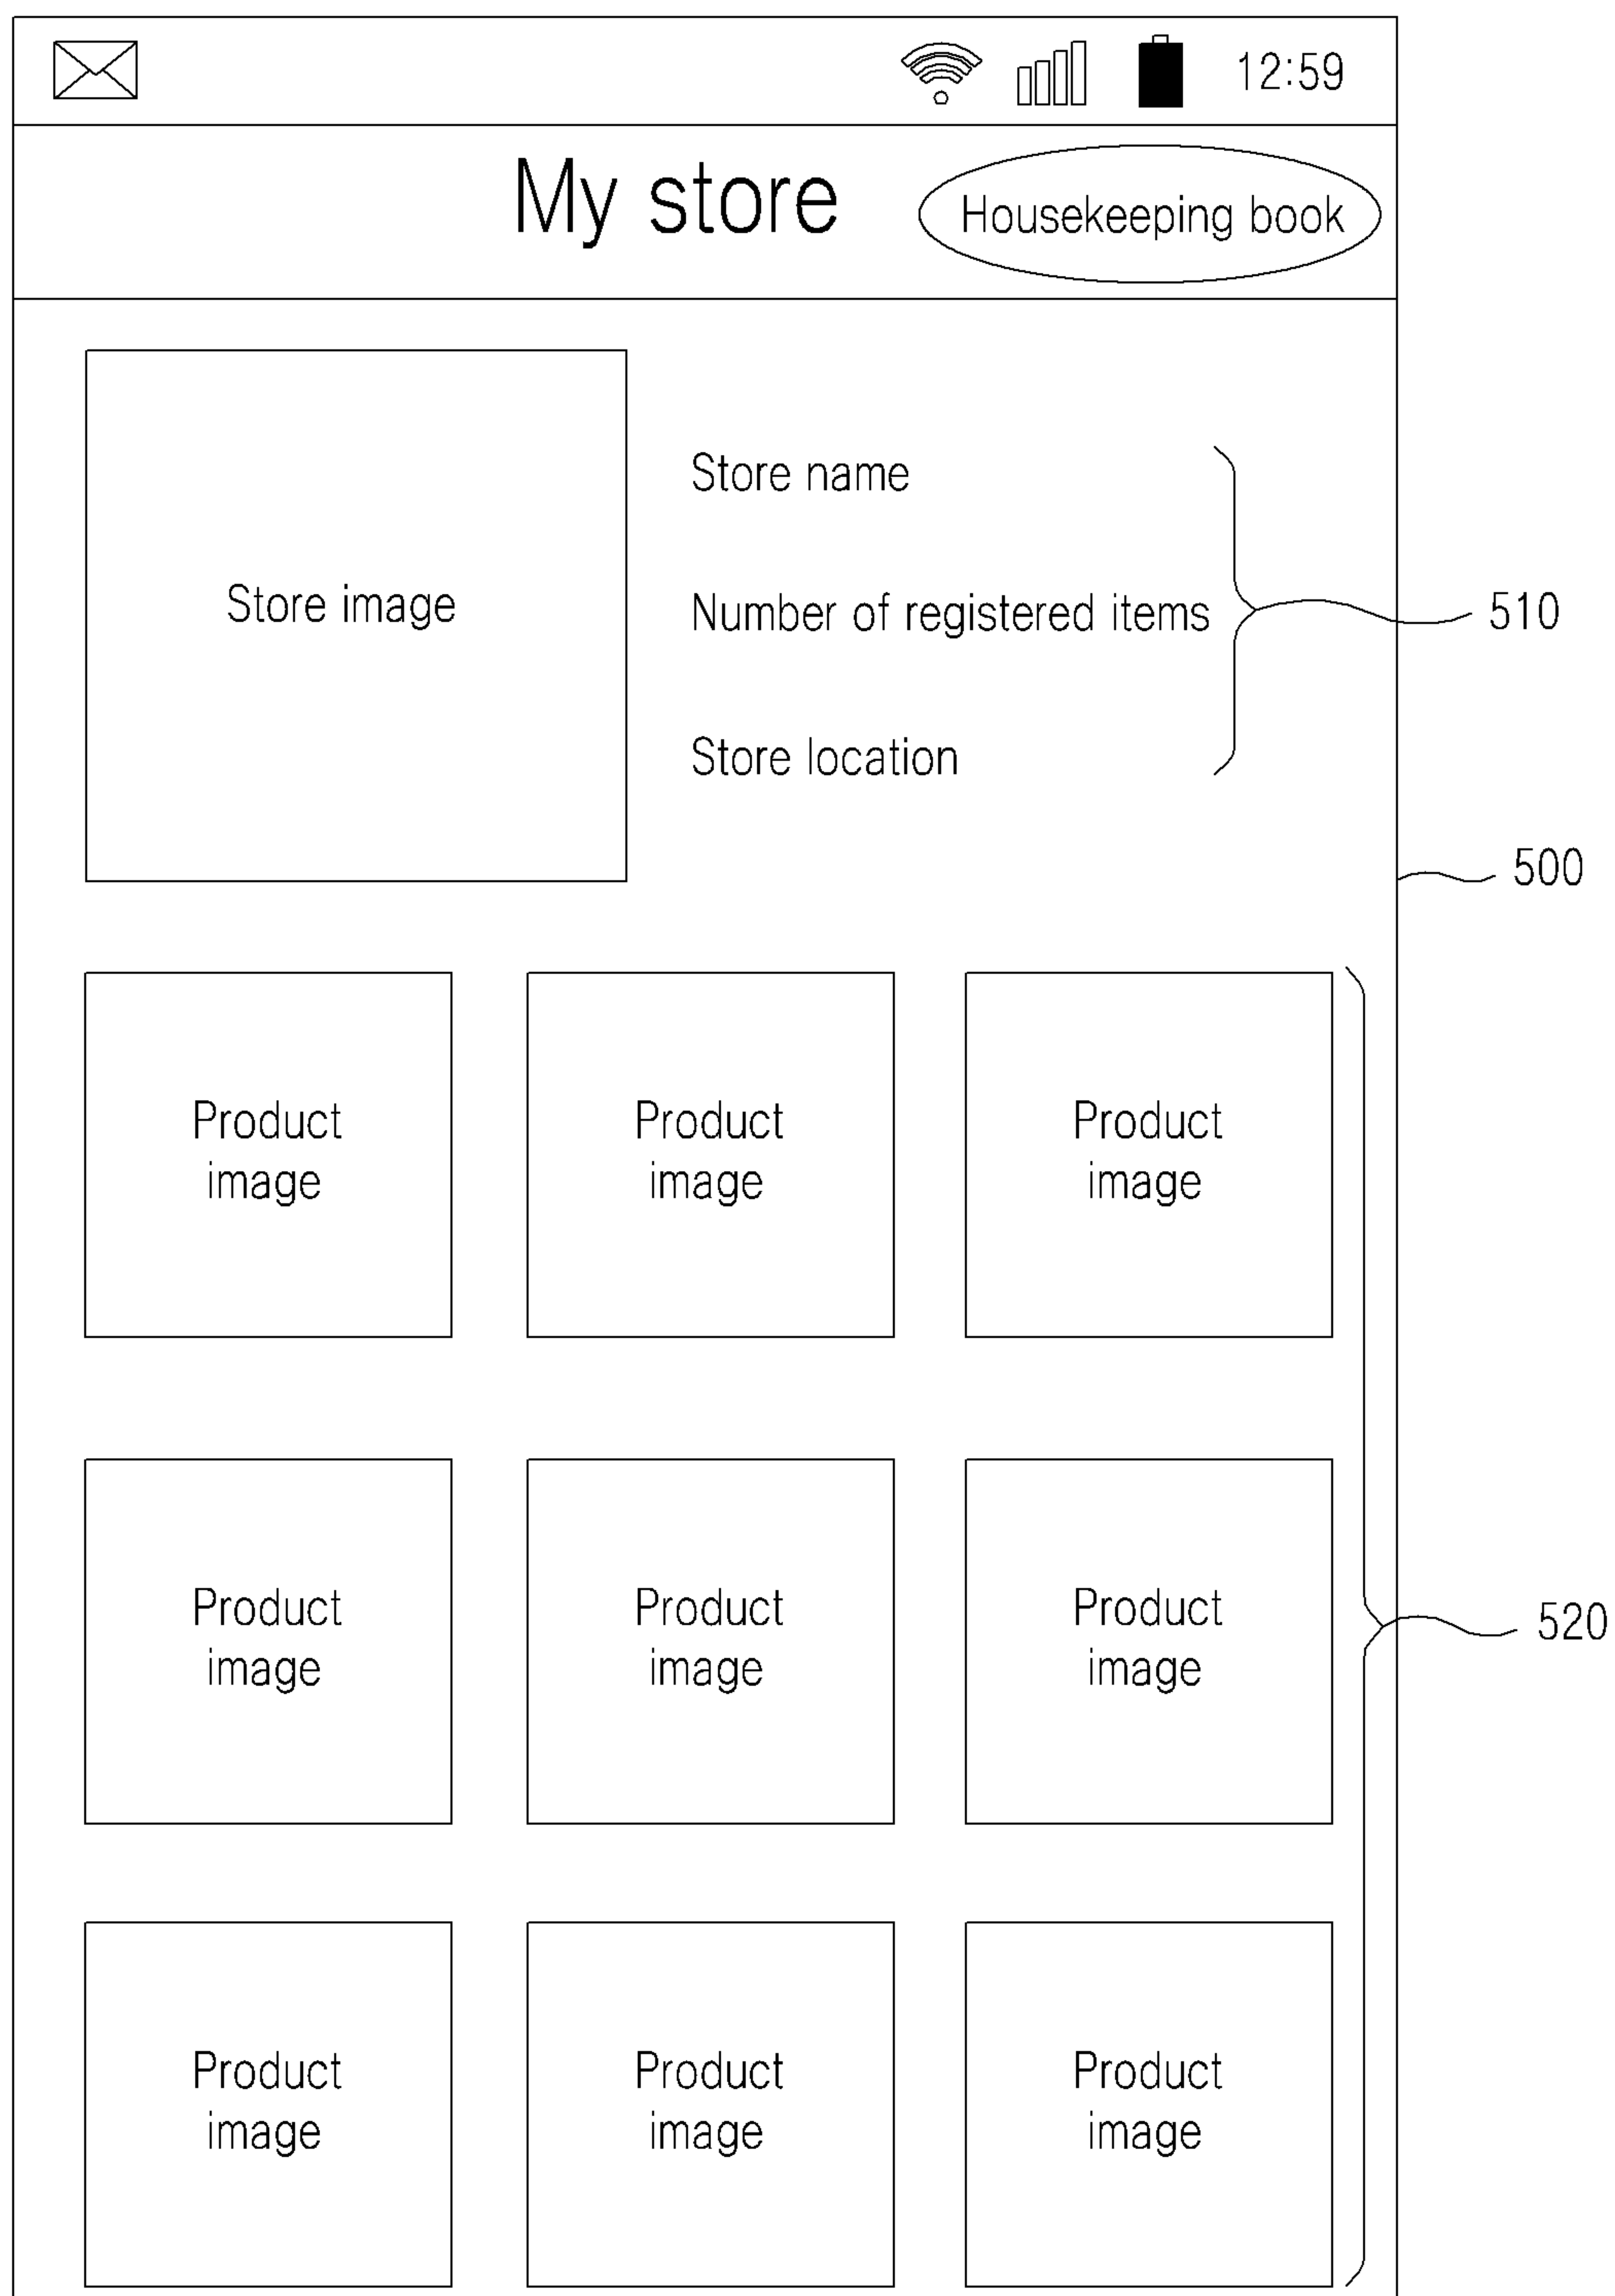 12:59
My store
Housekeeping book
Store image
Store name
Number of registered items
Store location
510
500
Product
image
Product
image
Product
image
Product
image
Product
image
Product
image
520
Product
image
Product
image
Product
image